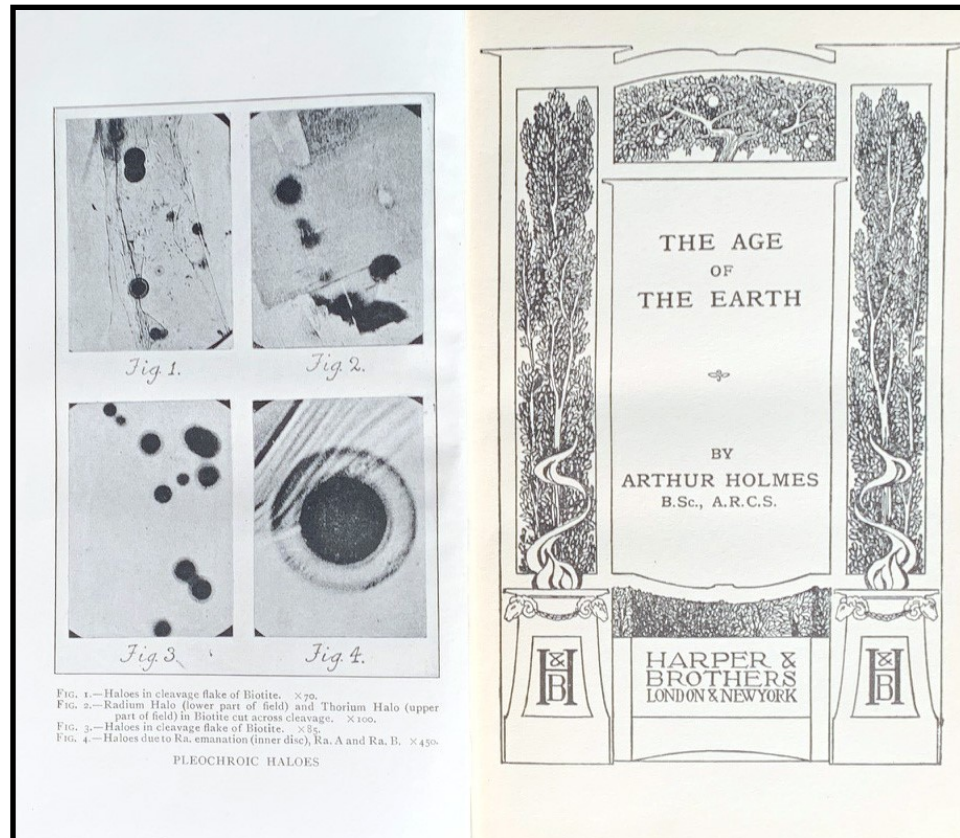 Fig 1.
Fig 2.
Fig 3.
Fig. 4.
FIG. 1.—Haloes in cleavage flake of Biotite. ×70.
FIG. 2.—Radium Halo (lower part of field) and Thorium Halo (upper
part of field) in Biotite cut across cleavage. ×100.
FIG. 3.—Haloes in cleavage flake of Biotite. ×85.
FIG. 4.—Haloes due to Ra. emanation (inner disc), Ra. A and Ra. B. ×450.
PLEOCHROIC HALOES
THE AGE
OF
THE EARTH
BY
ARTHUR HOLMES
B.Sc., A.R.C.S.
H&B
HARPER &
BROTHERS
LONDON & NEW YORK
H&B